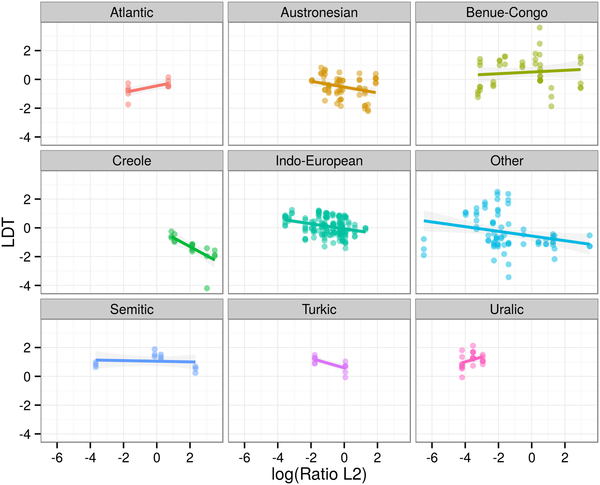 Atlantic Austronesian Benue-Congo
2
0
-2
-4
Creole Indo-European Other
2
0
-2
-4
LDT
Semitic Turkic Uralic
2
0
-2
-4
-6 -4 -2 0 2 -6 -4 -2 0 2 -6 -4 -2 0 2
log(Ratio L2)